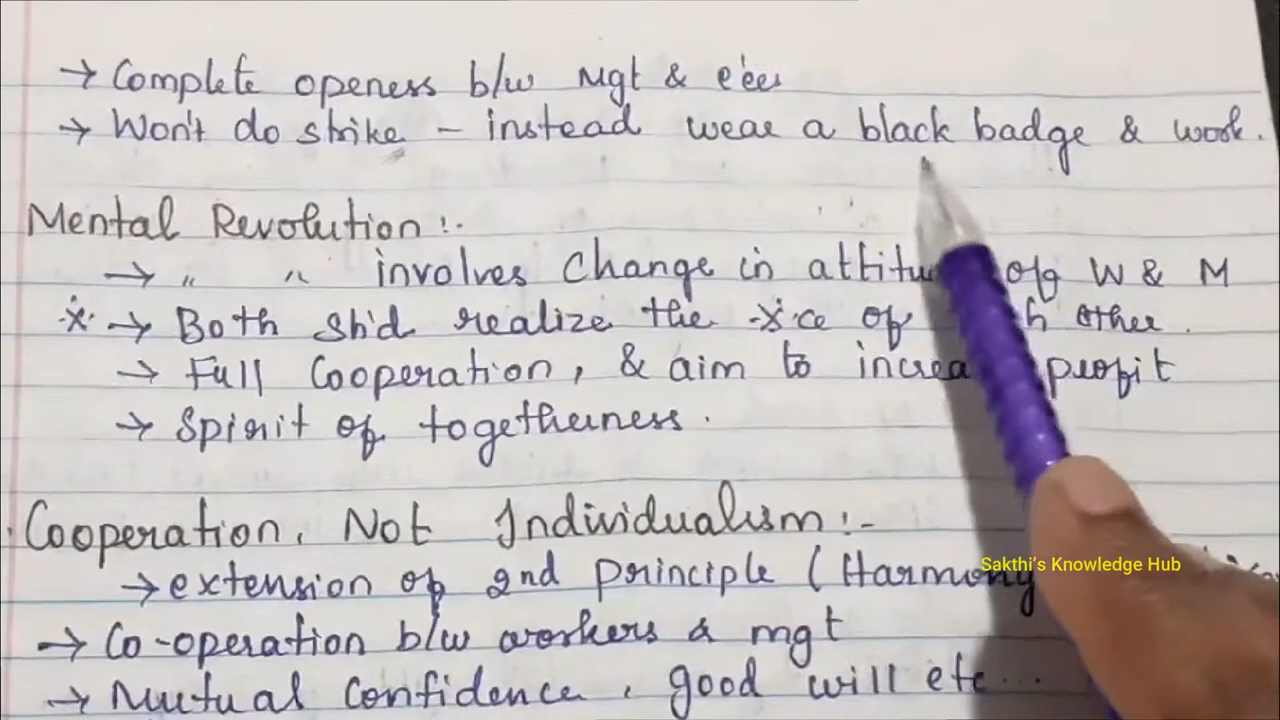 → Complete openess b/w Mgt & e'ees
→ Won't do strike - instead wear a black badge & work.
Mental Revolution :-
→ " " involves Change in attitu of W & M
* → Both sh'd realize the *ce of h other.
→ Full Cooperation, & aim to increa profit
→ Spirit of togetherness.
Cooperation, Not Individualism :-
→ extension of 2nd principle (Harmony
Sakthi's Knowledge Hub
→ Co-operation b/w workers & mgt
→ Mutual Confidence, good will etc...